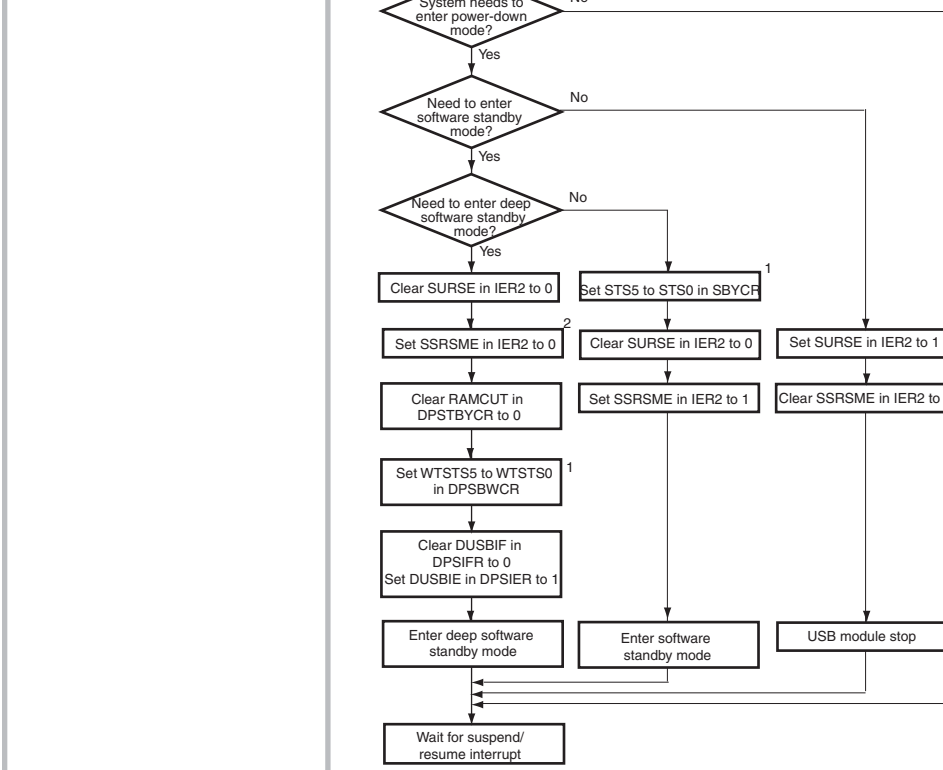 System needs to
enter power-down
mode?
No
Yes
Need to enter
software standby
mode?
No
Yes
Need to enter deep
software standby
mode?
No
Yes
Clear SURSE in IER2 to 0
Set STS5 to STS0 in SBYCR
1
Set SSRSME in IER2 to 0
2
Clear SURSE in IER2 to 0
Set SURSE in IER2 to 1
Clear RAMCUT in
DPSTBYCR to 0
Set SSRSME in IER2 to 1
Clear SSRSME in IER2 to
Set WTSTS5 to WTSTS0
in DPSBWCR
1
Clear DUSBIF in
DPSIFR to 0
Set DUSBIE in DPSIER to 1
Enter deep software
standby mode
Enter software
standby mode
USB module stop
Wait for suspend/
resume interrupt